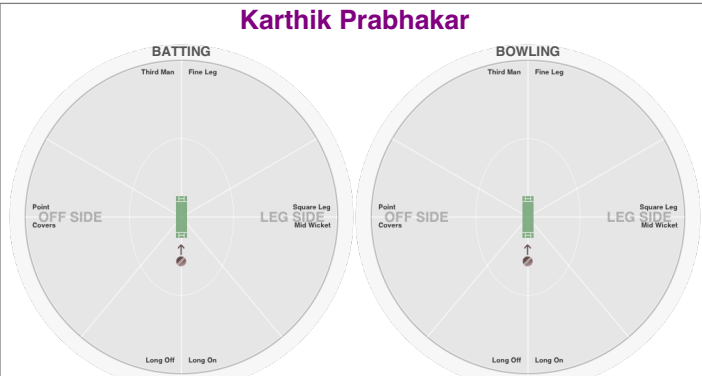 Karthik Prabhakar
BATTING
Third Man Fine Leg
Point
OFF SIDE
Covers
Square Leg
LEG SIDE
Mid Wicket
Long Off Long On
BOWLING
Third Man Fine Leg
Point
OFF SIDE
Covers
Square Leg
LEG SIDE
Mid Wicket
Long Off Long On